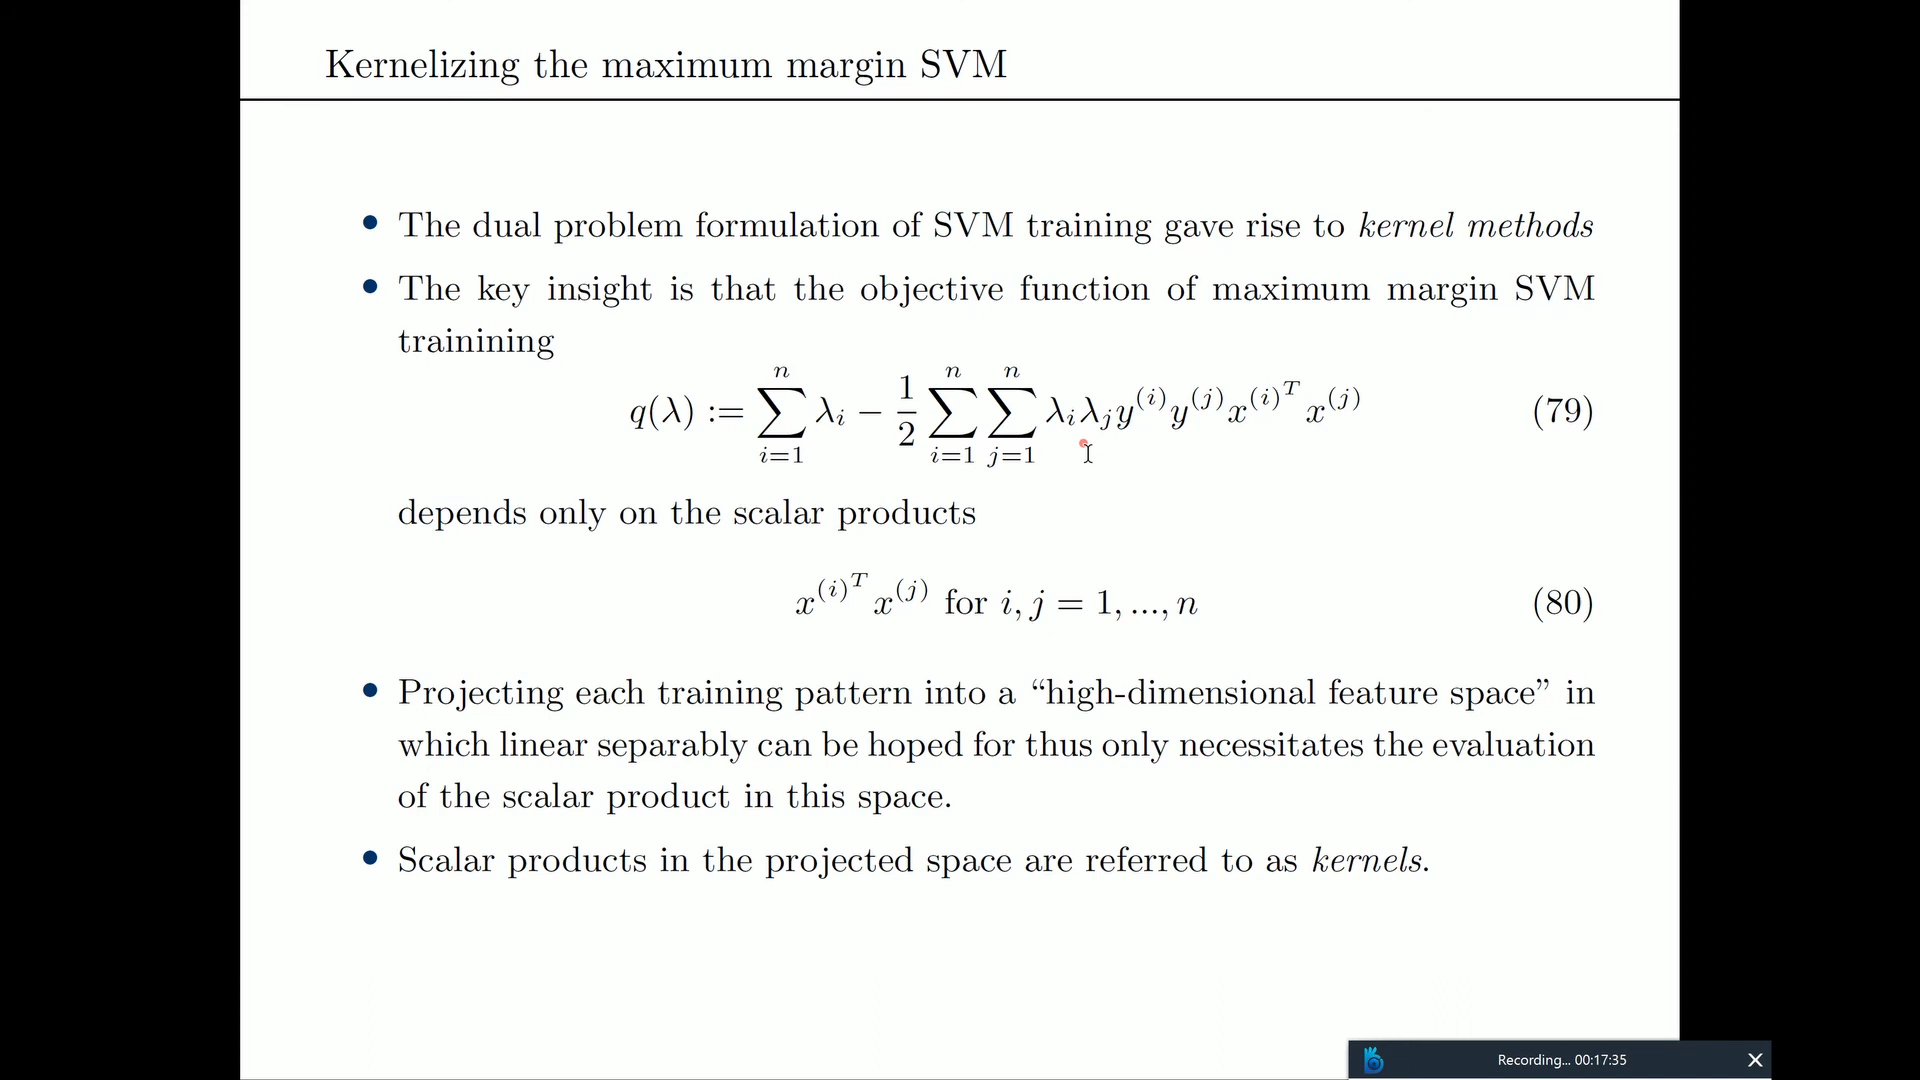 Kernelizing the maximum margin SVM
• The dual problem formulation of SVM training gave rise to kernel methods
• The key insight is that the objective function of maximum margin SVM
trainining
q(λ) := ∑_{i=1}^{n} λ_i − \frac{1}{2} ∑_{i=1}^{n} ∑_{j=1}^{n} λ_i λ_j y^{(i)} y^{(j)} x^{(i)^T} x^{(j)} (79)
depends only on the scalar products
x^{(i)^T} x^{(j)} for i, j = 1, ..., n (80)
• Projecting each training pattern into a “high-dimensional feature space” in
which linear separably can be hoped for thus only necessitates the evaluation
of the scalar product in this space.
• Scalar products in the projected space are referred to as kernels.
Recording... 00:17:35